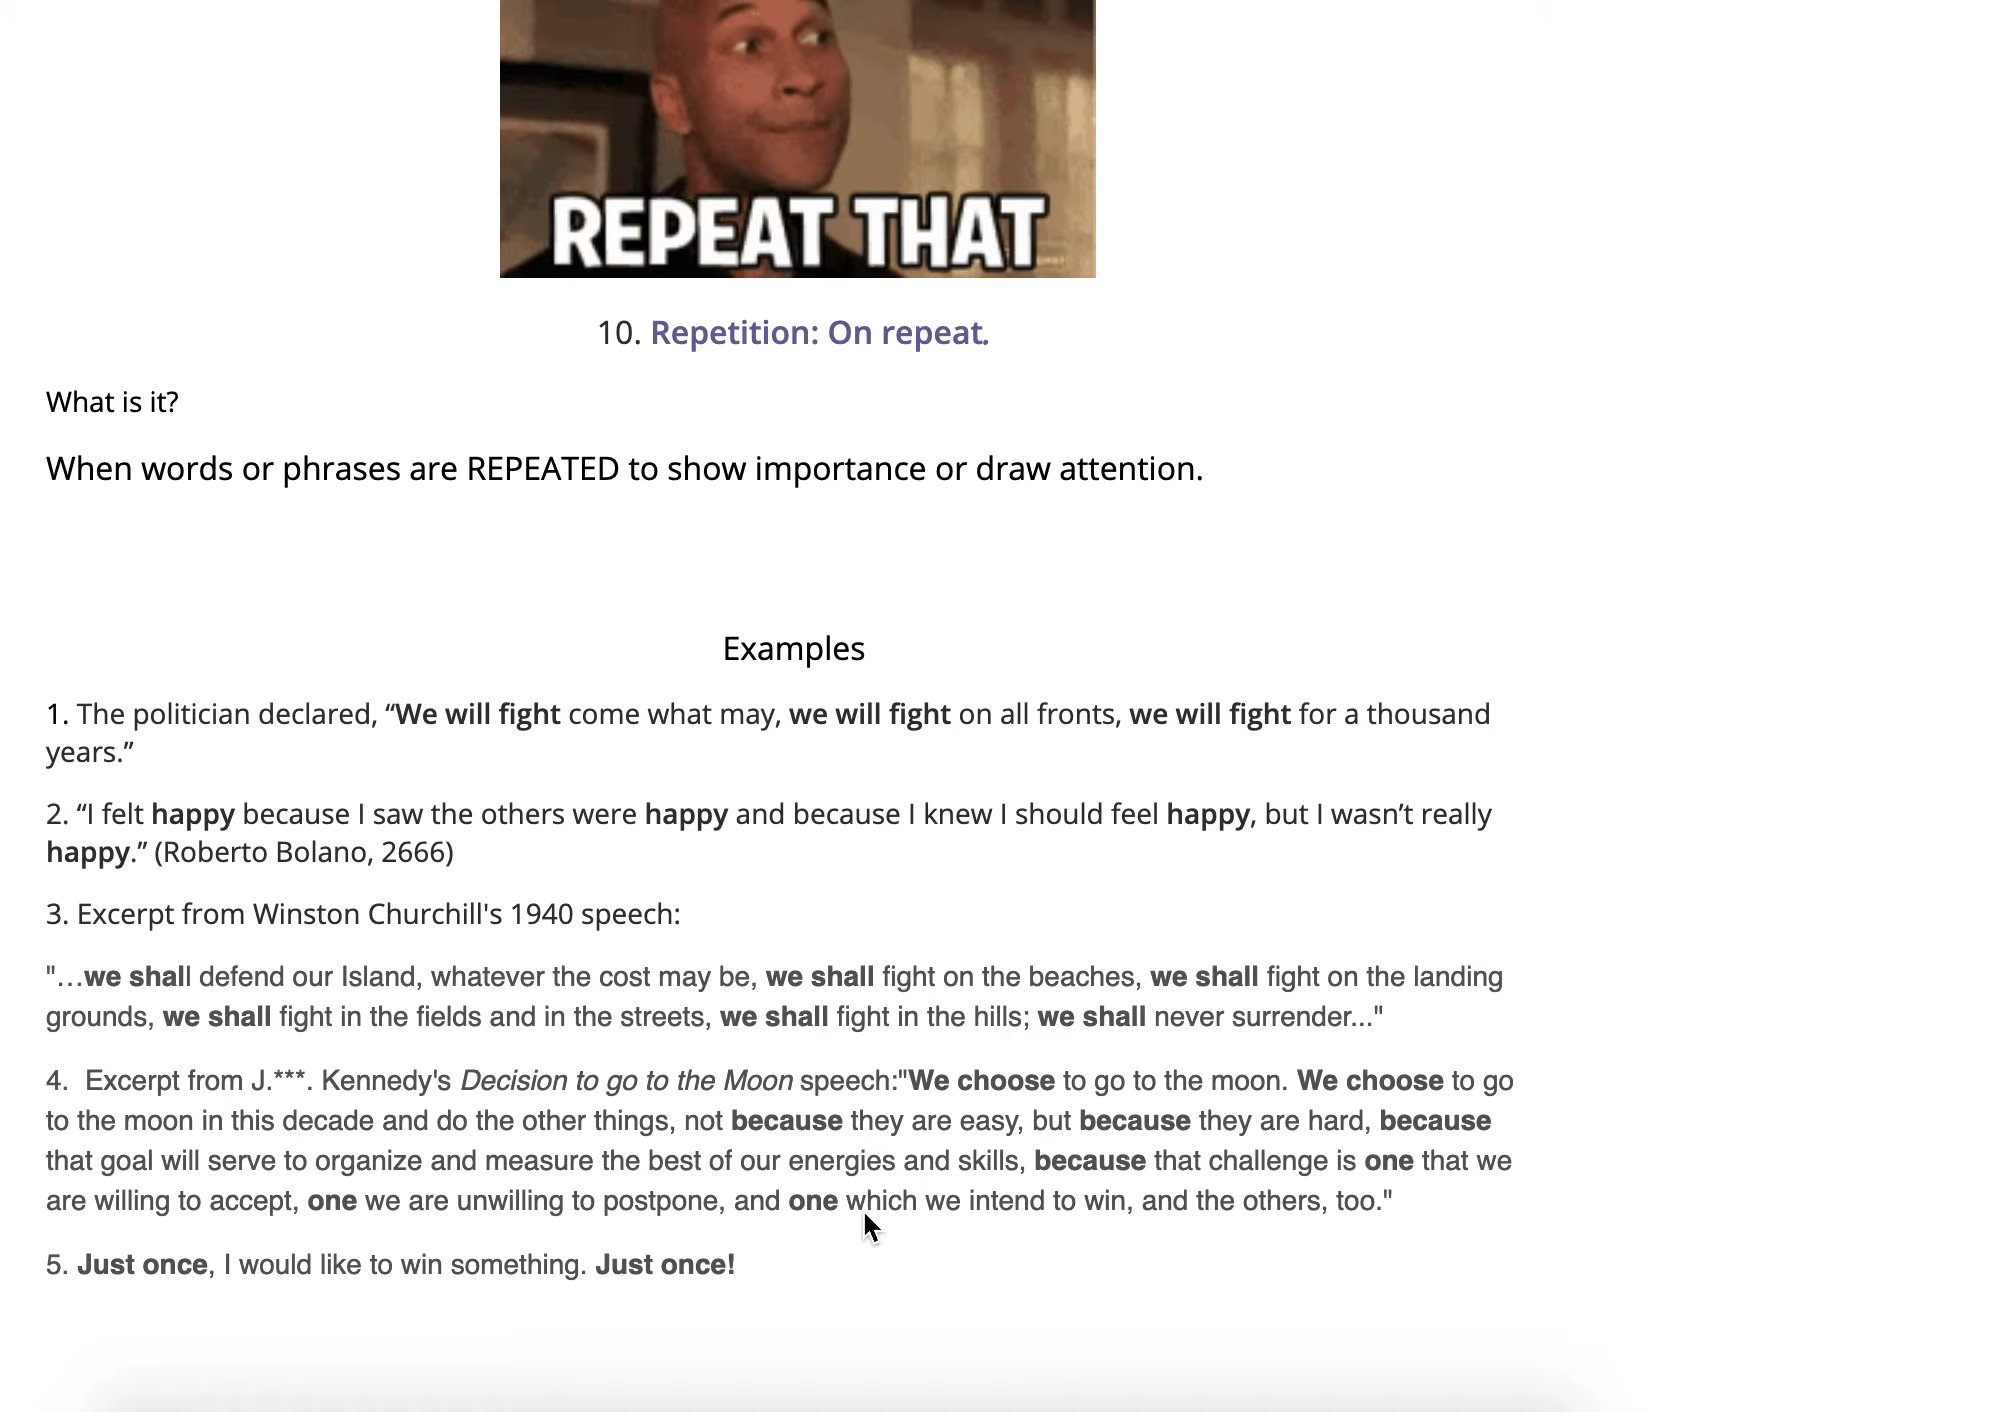 REPEAT THAT
10. Repetition: On repeat.
What is it?
When words or phrases are REPEATED to show importance or draw attention.
Examples
1. The politician declared, “We will fight come what may, we will fight on all fronts, we will fight for a thousand
years.”
2. “I felt happy because I saw the others were happy and because I knew I should feel happy, but I wasn’t really
happy.” (Roberto Bolano, 2666)
3. Excerpt from Winston Churchill's 1940 speech:
"…we shall defend our Island, whatever the cost may be, we shall fight on the beaches, we shall fight on the landing
grounds, we shall fight in the fields and in the streets, we shall fight in the hills; we shall never surrender..."
4.  Excerpt from J.***. Kennedy's Decision to go to the Moon speech:"We choose to go to the moon. We choose to go
to the moon in this decade and do the other things, not because they are easy, but because they are hard, because
that goal will serve to organize and measure the best of our energies and skills, because that challenge is one that we
are willing to accept, one we are unwilling to postpone, and one which we intend to win, and the others, too."
5. Just once, I would like to win something. Just once!